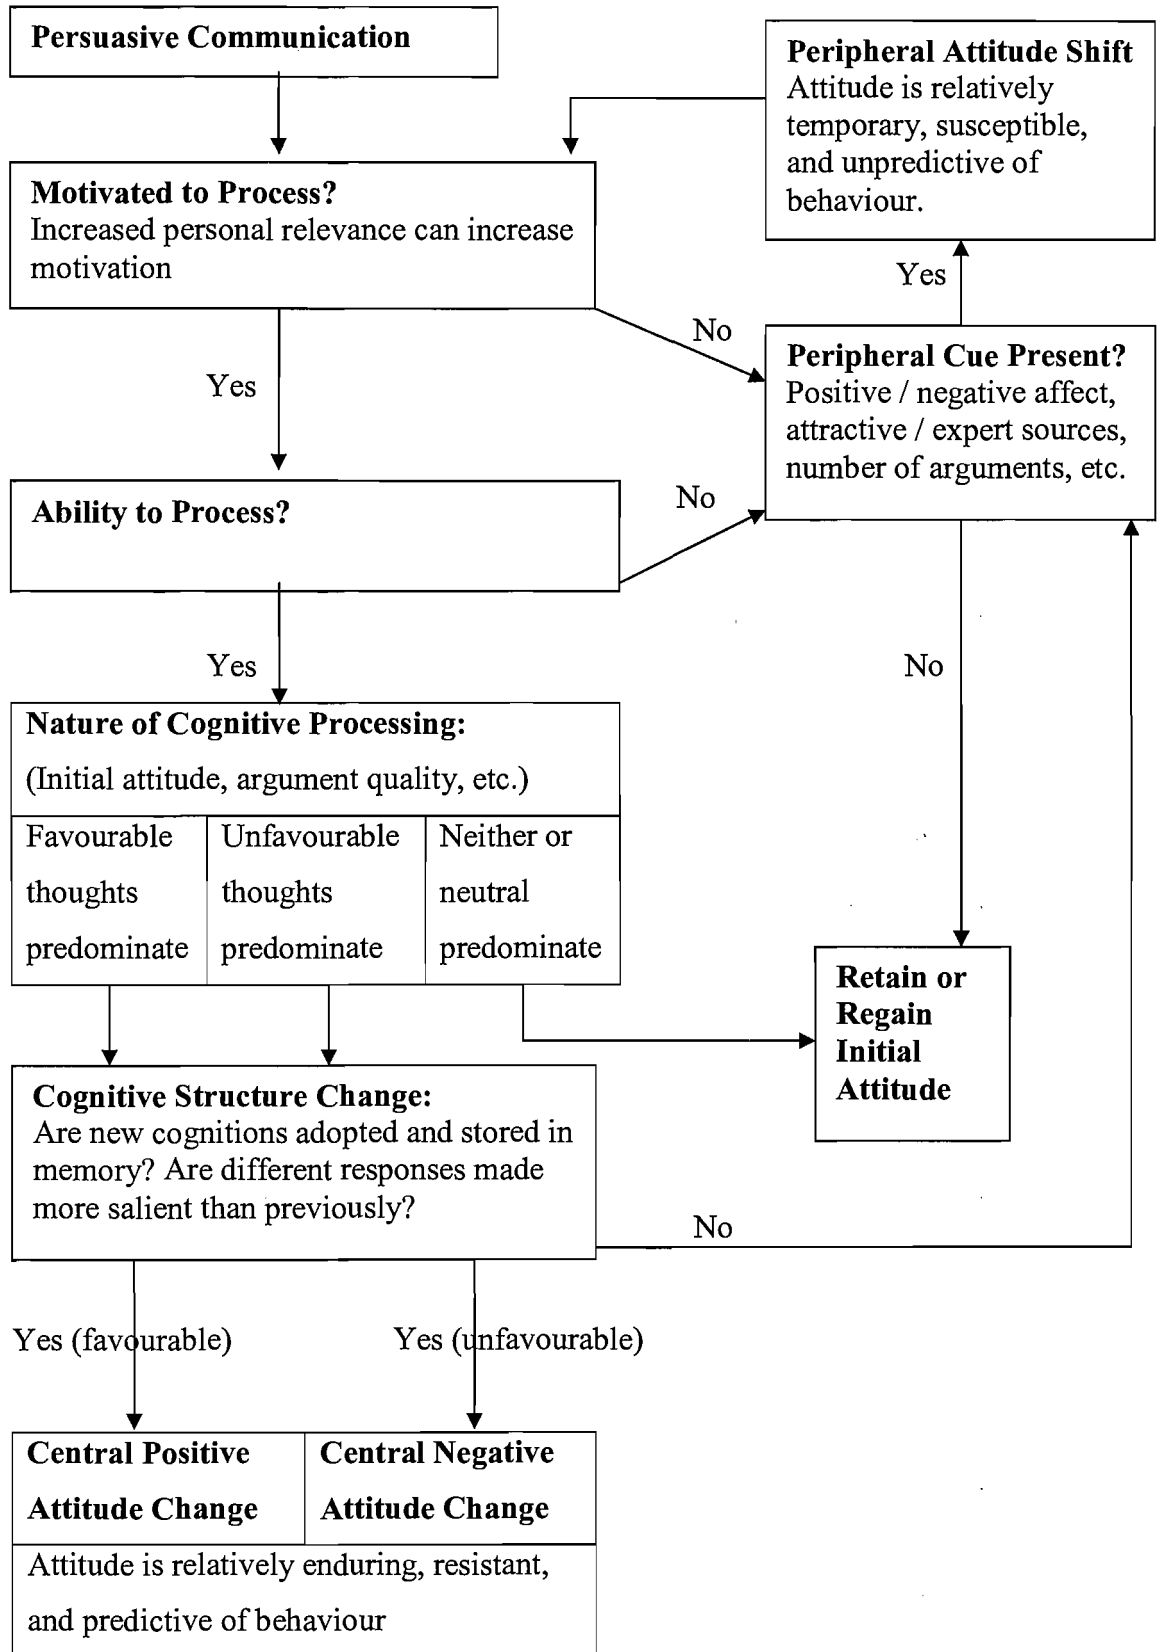 Persuasive Communication
Peripheral Attitude Shift
Attitude is relatively
temporary, susceptible,
and unpredictive of
behaviour.
Motivated to Process?
Increased personal relevance can increase
motivation
Yes
No
Peripheral Cue Present?
Positive / negative affect,
attractive / expert sources,
number of arguments, etc.
Yes
Ability to Process?
No
Yes
No
Nature of Cognitive Processing:
(Initial attitude, argument quality, etc.)
Favourable
thoughts
predominate
Unfavourable
thoughts
predominate
Neither or
neutral
predominate
Retain or
Regain
Initial
Attitude
Cognitive Structure Change:
Are new cognitions adopted and stored in
memory? Are different responses made
more salient than previously?
No
Yes (favourable)
Yes (unfavourable)
Central Positive
Attitude Change
Central Negative
Attitude Change
Attitude is relatively enduring, resistant,
and predictive of behaviour